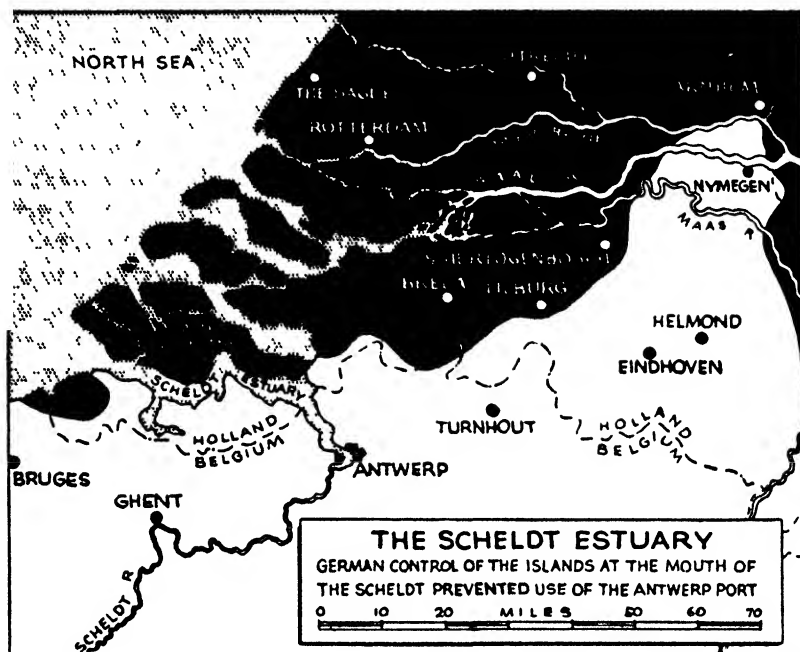 NORTH SEA
ROTTERDAM
NYMEGEN
MAAS R
HELMOND
EINDHOVEN
SCHELDT ESTUARY
HOLLAND
BELGIUM
TURNHOUT
HOLLAND
BELGIUM
ANTWERP
BRUGES
GHENT
SCHELDT R
THE SCHELDT ESTUARY
GERMAN CONTROL OF THE ISLANDS AT THE MOUTH OF
THE SCHELDT PREVENTED USE OF THE ANTWERP PORT
0 10 20 MILES 50 60 70